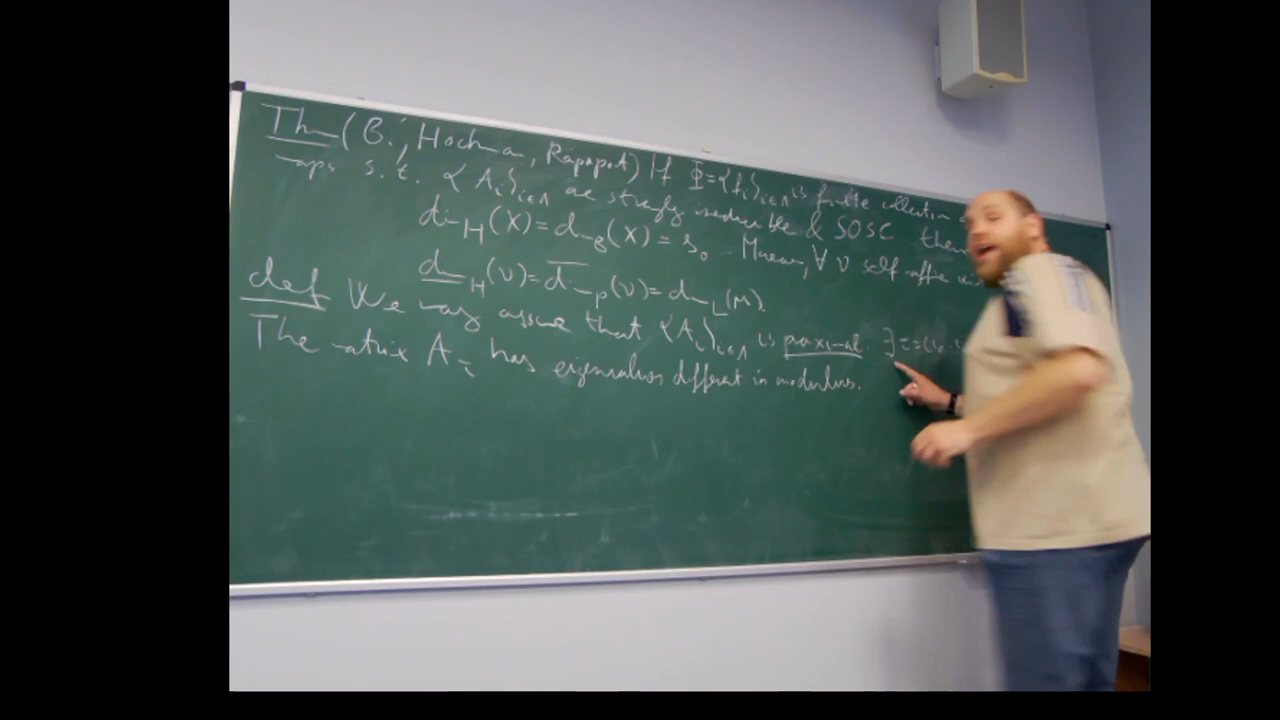 Thm (B., Hochman, Rapaport) If Φ={f_i}_{i∈Λ} is finite collection
maps s.t. {A_i}_{i∈Λ} are strongly irreducible & SOSC then
dim_H(X)=dim_B(X)=s_0. Moreover, ∀ ν self-affine
dim_H(ν)=dim_P(ν)=dim_L(μ).
def We may assume that {A_i}_{i∈Λ} is proximal. ∃
The matrix A_ī has eigenvalues different in modulus.